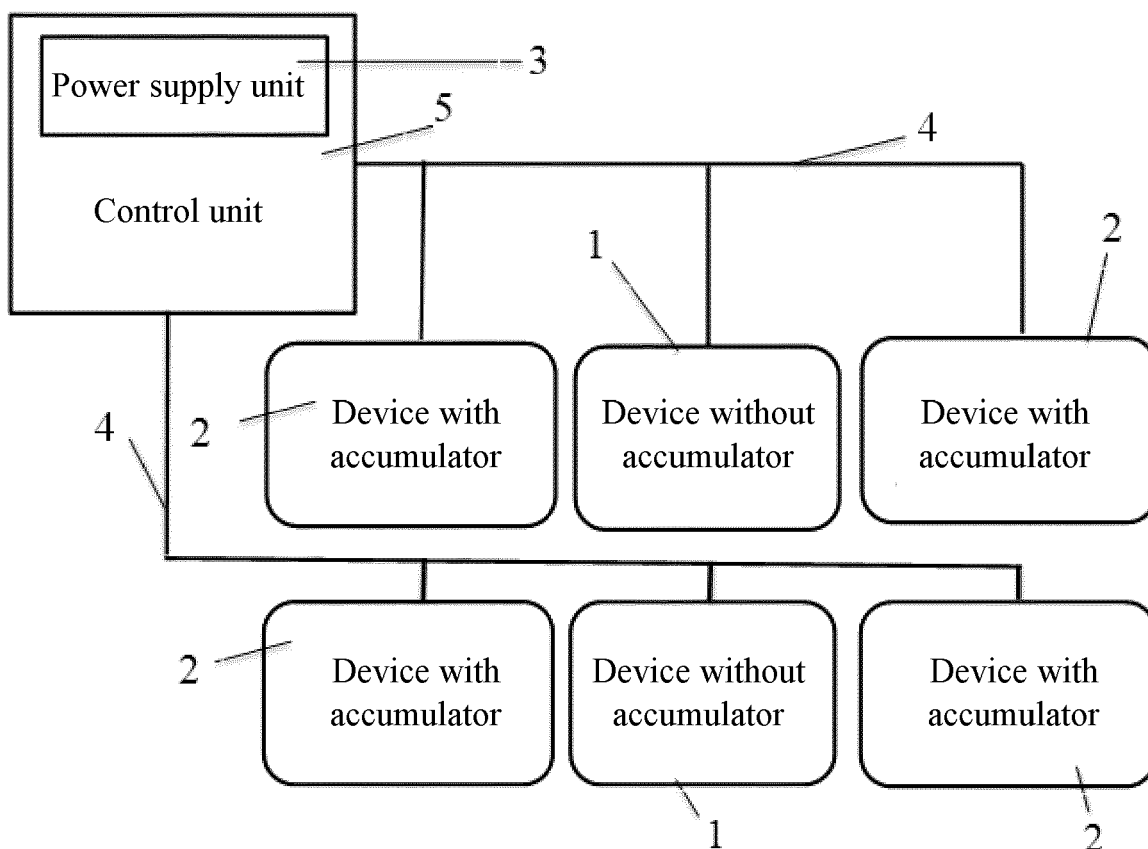 Power supply unit
3
5
Control unit
4
1
2
2
Device with
accumulator
Device without
accumulator
Device with
accumulator
4
2
Device with
accumulator
Device without
accumulator
Device with
accumulator
1
2